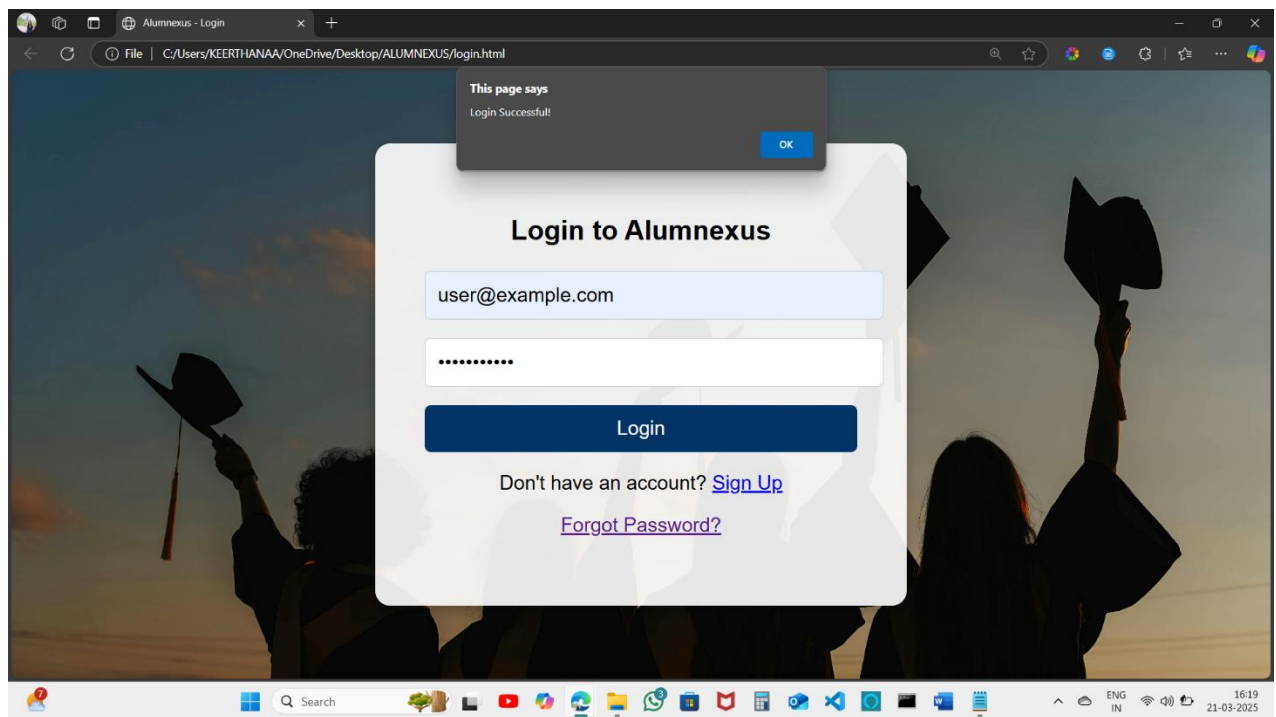 Alumnexus - Login
File | C:/Users/KEERTHANAA/OneDrive/Desktop/ALUMNEXUS/login.html
This page says
Login Successful!
OK
Login to Alumnexus
user@example.com
•••••••••••
Login
Don't have an account? Sign Up
Forgot Password?
7
Search
3
ENG
IN
16:19
21-03-2025